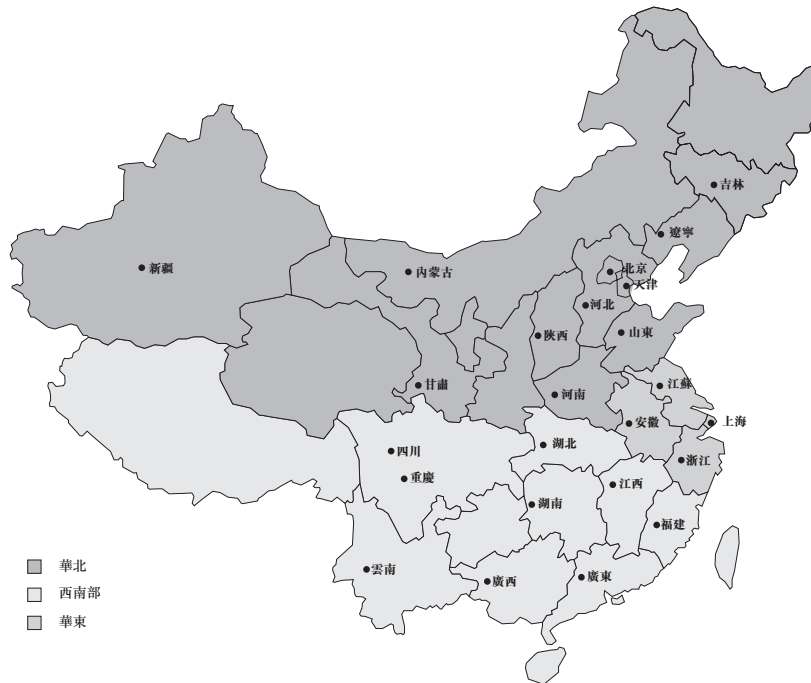 吉林
遼寧
新疆
內蒙古
北京
天津
河北
陝西
山東
甘肅
河南
江蘇
安徽
上海
四川
湖北
浙江
重慶
江西
湖南
福建
雲南
廣西
廣東
華北
西南部
華東